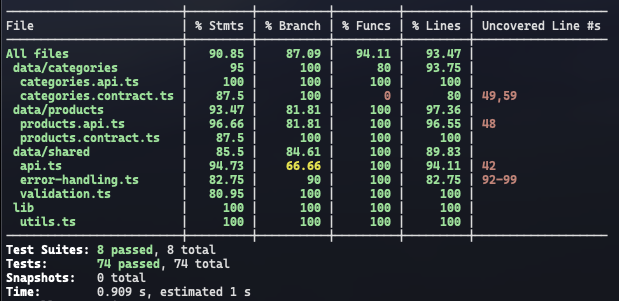 File | % Stmts | % Branch | % Funcs | % Lines | Uncovered Line #s
All files | 90.85 | 87.09 | 94.11 | 93.47 |
data/categories | 95 | 100 | 80 | 93.75 |
categories.api.ts | 100 | 100 | 100 | 100 |
categories.contract.ts | 87.5 | 100 | 0 | 80 | 49,59
data/products | 93.47 | 81.81 | 100 | 97.36 |
products.api.ts | 96.66 | 81.81 | 100 | 96.55 | 48
products.contract.ts | 87.5 | 100 | 100 | 100 |
data/shared | 85.5 | 84.61 | 100 | 89.83 |
api.ts | 94.73 | 66.66 | 100 | 94.11 | 42
error-handling.ts | 82.75 | 90 | 100 | 82.75 | 92-99
validation.ts | 80.95 | 100 | 100 | 100 |
lib | 100 | 100 | 100 | 100 |
utils.ts | 100 | 100 | 100 | 100 |
Test Suites: 8 passed, 8 total
Tests: 74 passed, 74 total
Snapshots: 0 total
Time: 0.909 s, estimated 1 s